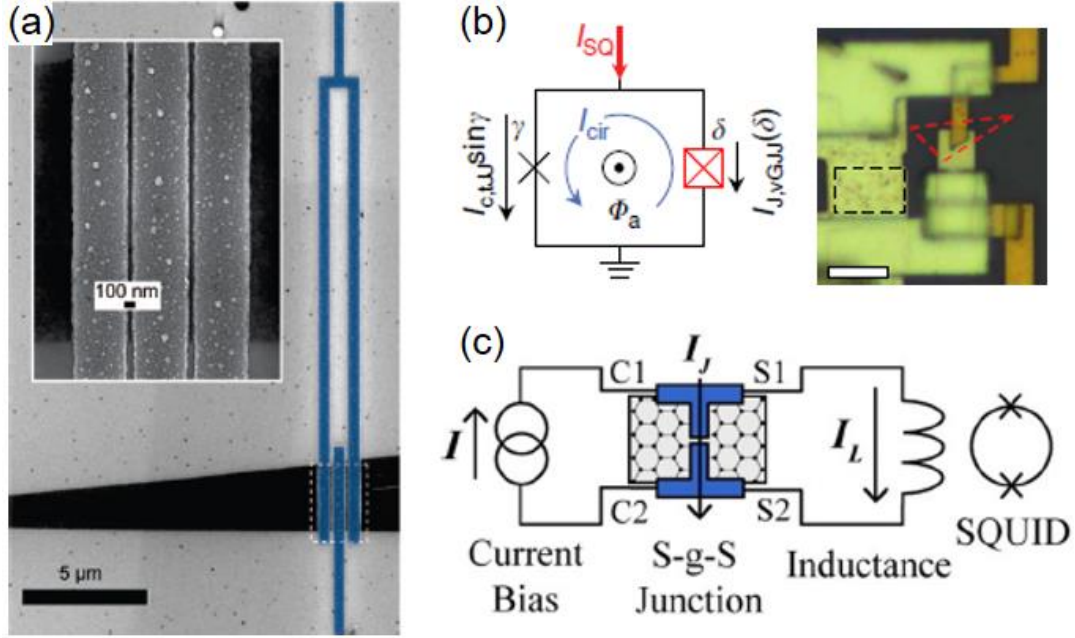 (a)
100 nm
5 μm
(b)
I_SQ
I_c,tJJ sinγ
γ
I_cir
Φ_a
δ
I_J,vGJJ(δ)
(c)
I
C1
C2
I_J
S1
S2
I_L
Current
Bias
S-g-S
Junction
Inductance
SQUID